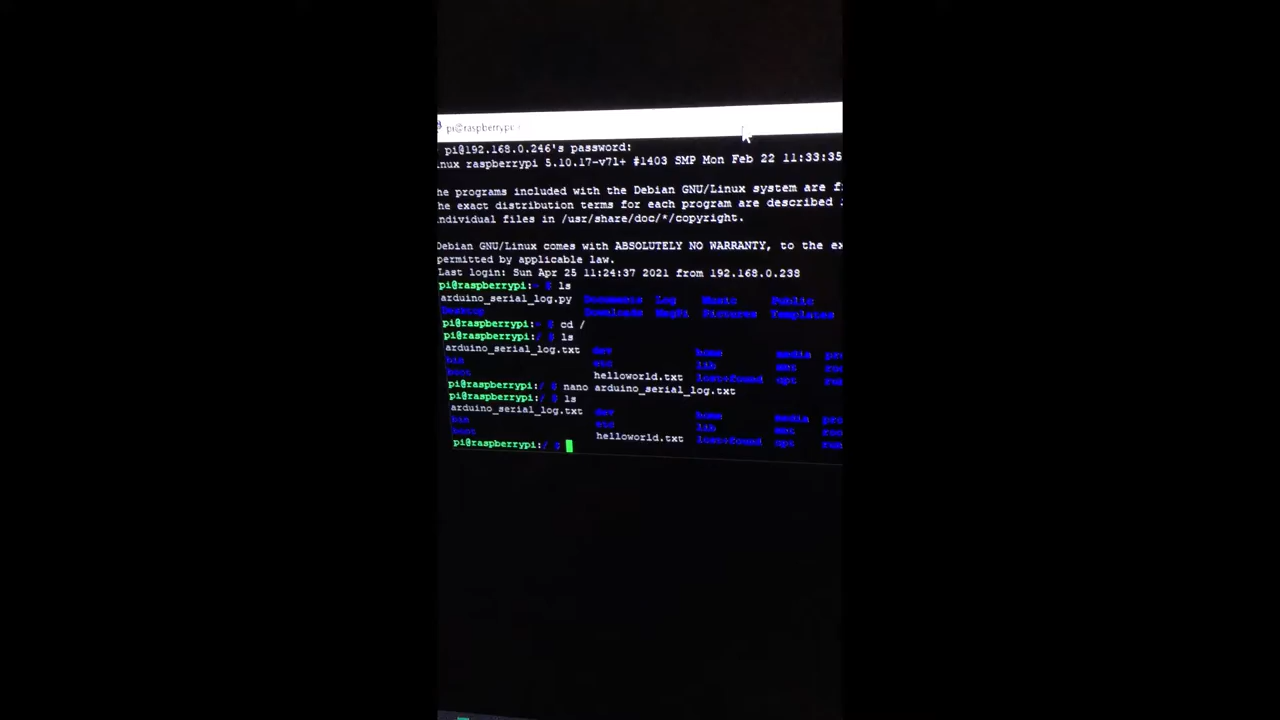 pi@raspberrypi:
pi@192.168.0.246's password:
inux raspberrypi 5.10.17-v7l+ #1403 SMP Mon Feb 22 11:33:35
he programs included with the Debian GNU/Linux system are f
he exact distribution terms for each program are described i
individual files in /usr/share/doc/*/copyright.
Debian GNU/Linux comes with ABSOLUTELY NO WARRANTY, to the ex
permitted by applicable law.
Last login: Sun Apr 25 11:24:37 2021 from 192.168.0.238
pi@raspberrypi:~ $ ls
arduino_serial_log.py Documents Log Music Public
Desktop Downloads MagPi Pictures Templates
pi@raspberrypi:~ $ cd /
pi@raspberrypi:/ $ ls
arduino_serial_log.txt dev home media pro
bin etc lib mnt roo
boot helloworld.txt lost+found opt run
pi@raspberrypi:/ $ nano arduino_serial_log.txt
pi@raspberrypi:/ $ ls
arduino_serial_log.txt dev home media pro
bin etc lib mnt roo
boot helloworld.txt lost+found opt run
pi@raspberrypi:/ $